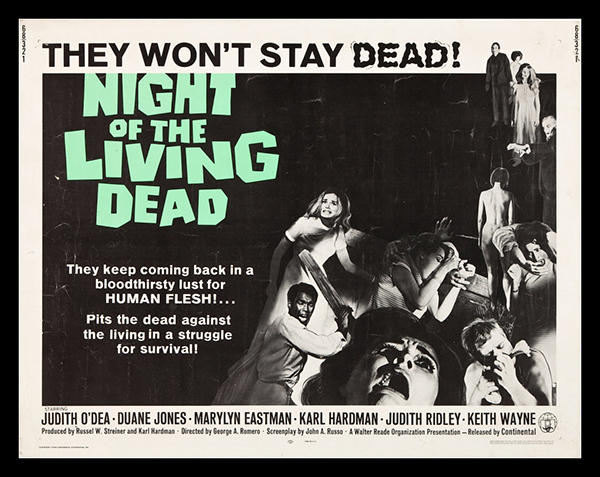 THEY WON'T STAY DEAD!
NIGHT
OF THE
LIVING
DEAD
They keep coming back in a
bloodthirsty lust for
HUMAN FLESH!...
Pits the dead against
the living in a struggle
for survival!
STARRING
JUDITH O'DEA · DUANE JONES · MARYLYN EASTMAN · KARL HARDMAN · JUDITH RIDLEY · KEITH WAYNE
Produced by Russel W. Streiner and Karl Hardman · Directed by George A. Romero · Screenplay by John A. Russo · A Walter Reade Organization Presentation — Released by Continental